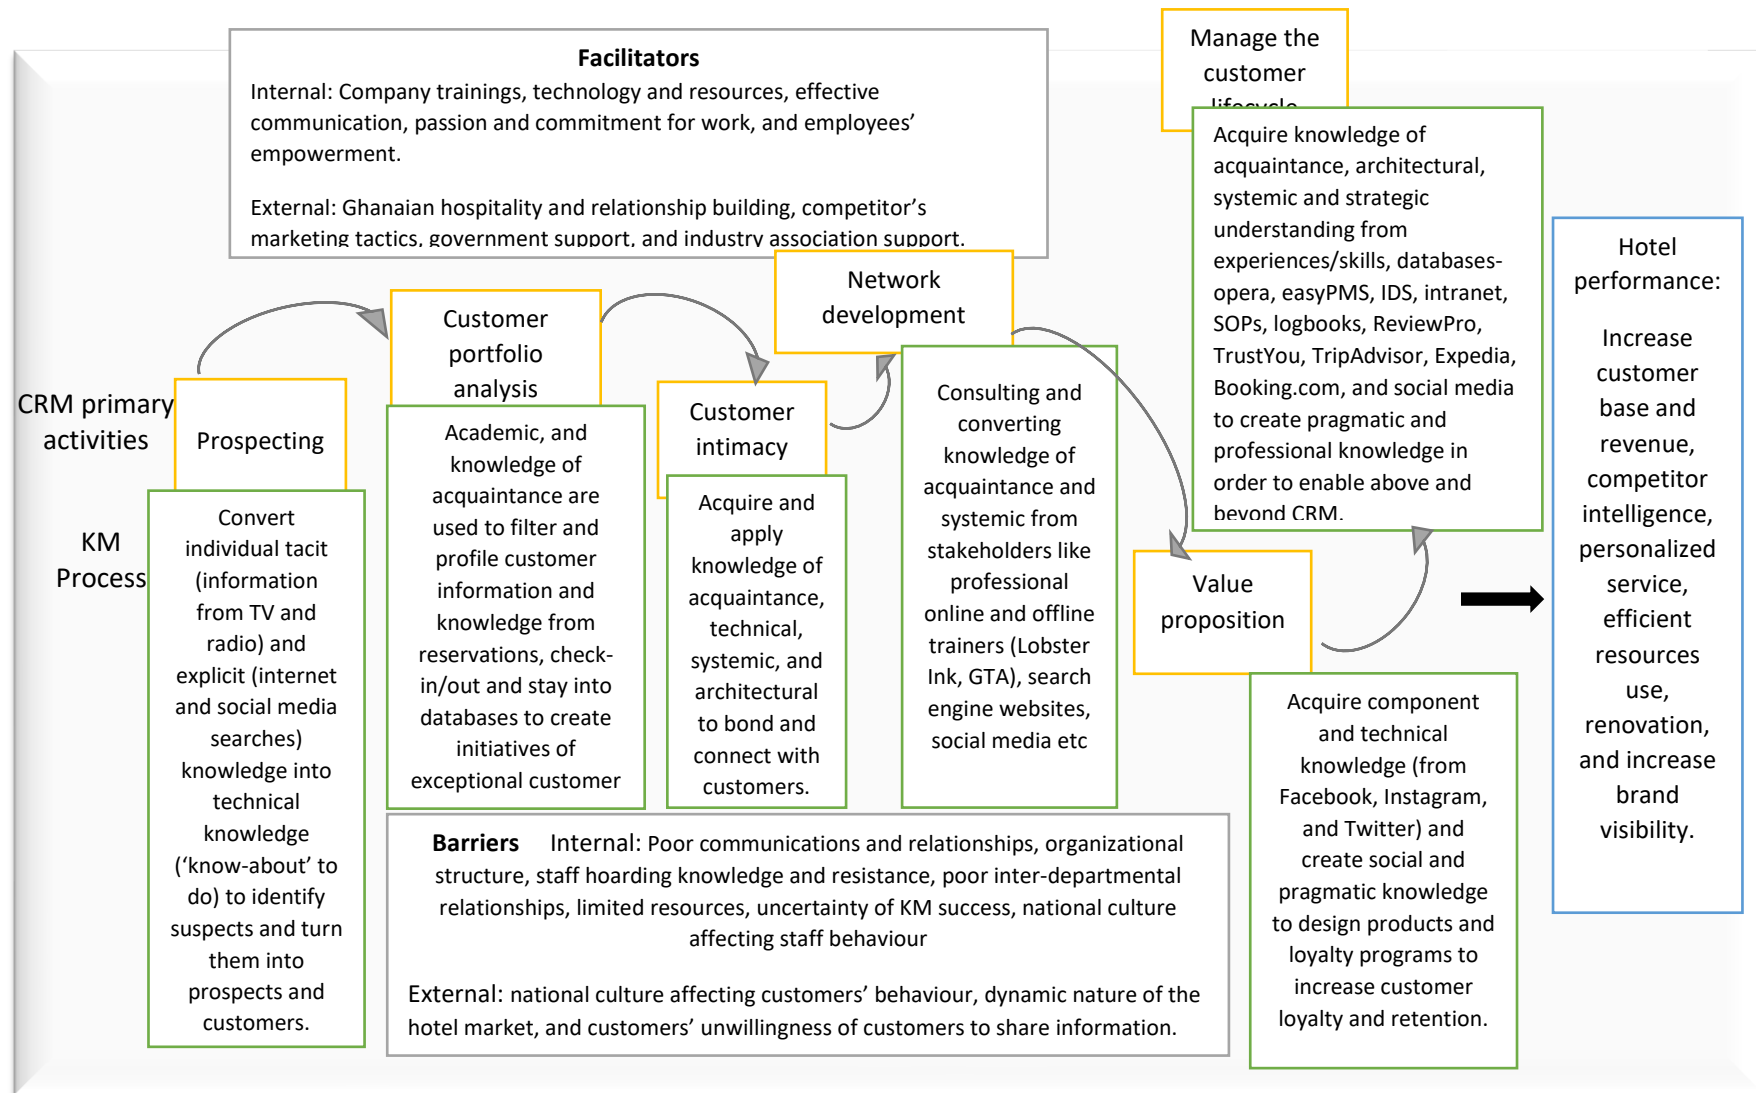 Facilitators
Internal: Company trainings, technology and resources, effective
communication, passion and commitment for work, and employees’
empowerment.
External: Ghanaian hospitality and relationship building, competitor’s
marketing tactics, government support, and industry association support.
Manage the
customer
lifecycle
Acquire knowledge of
acquaintance, architectural,
systemic and strategic
understanding from
experiences/skills, databases-
opera, easyPMS, IDS, intranet,
SOPs, logbooks, ReviewPro,
TrustYou, TripAdvisor, Expedia,
Booking.com, and social media
to create pragmatic and
professional knowledge in
order to enable above and
beyond CRM.
Hotel
performance:
Increase
customer
base and
revenue,
competitor
intelligence,
personalized
service,
efficient
resources
use,
renovation,
and increase
brand
visibility.
CRM primary
activities
KM
Process
Prospecting
Convert
individual tacit
(information
from TV and
radio) and
explicit (internet
and social media
searches)
knowledge into
technical
knowledge
(‘know-about’ to
do) to identify
suspects and turn
them into
prospects and
customers.
Customer
portfolio
analysis
Academic, and
knowledge of
acquaintance are
used to filter and
profile customer
information and
knowledge from
reservations, check-
in/out and stay into
databases to create
initiatives of
exceptional customer
Customer
intimacy
Acquire and
apply
knowledge of
acquaintance,
technical,
systemic, and
architectural
to bond and
connect with
customers.
Network
development
Consulting and
converting
knowledge of
acquaintance and
systemic from
stakeholders like
professional
online and offline
trainers (Lobster
Ink, GTA), search
engine websites,
social media etc
Value
proposition
Acquire component
and technical
knowledge (from
Facebook, Instagram,
and Twitter) and
create social and
pragmatic knowledge
to design products and
loyalty programs to
increase customer
loyalty and retention.
Barriers Internal: Poor communications and relationships, organizational
structure, staff hoarding knowledge and resistance, poor inter-departmental
relationships, limited resources, uncertainty of KM success, national culture
affecting staff behaviour
External: national culture affecting customers’ behaviour, dynamic nature of the
hotel market, and customers’ unwillingness of customers to share information.